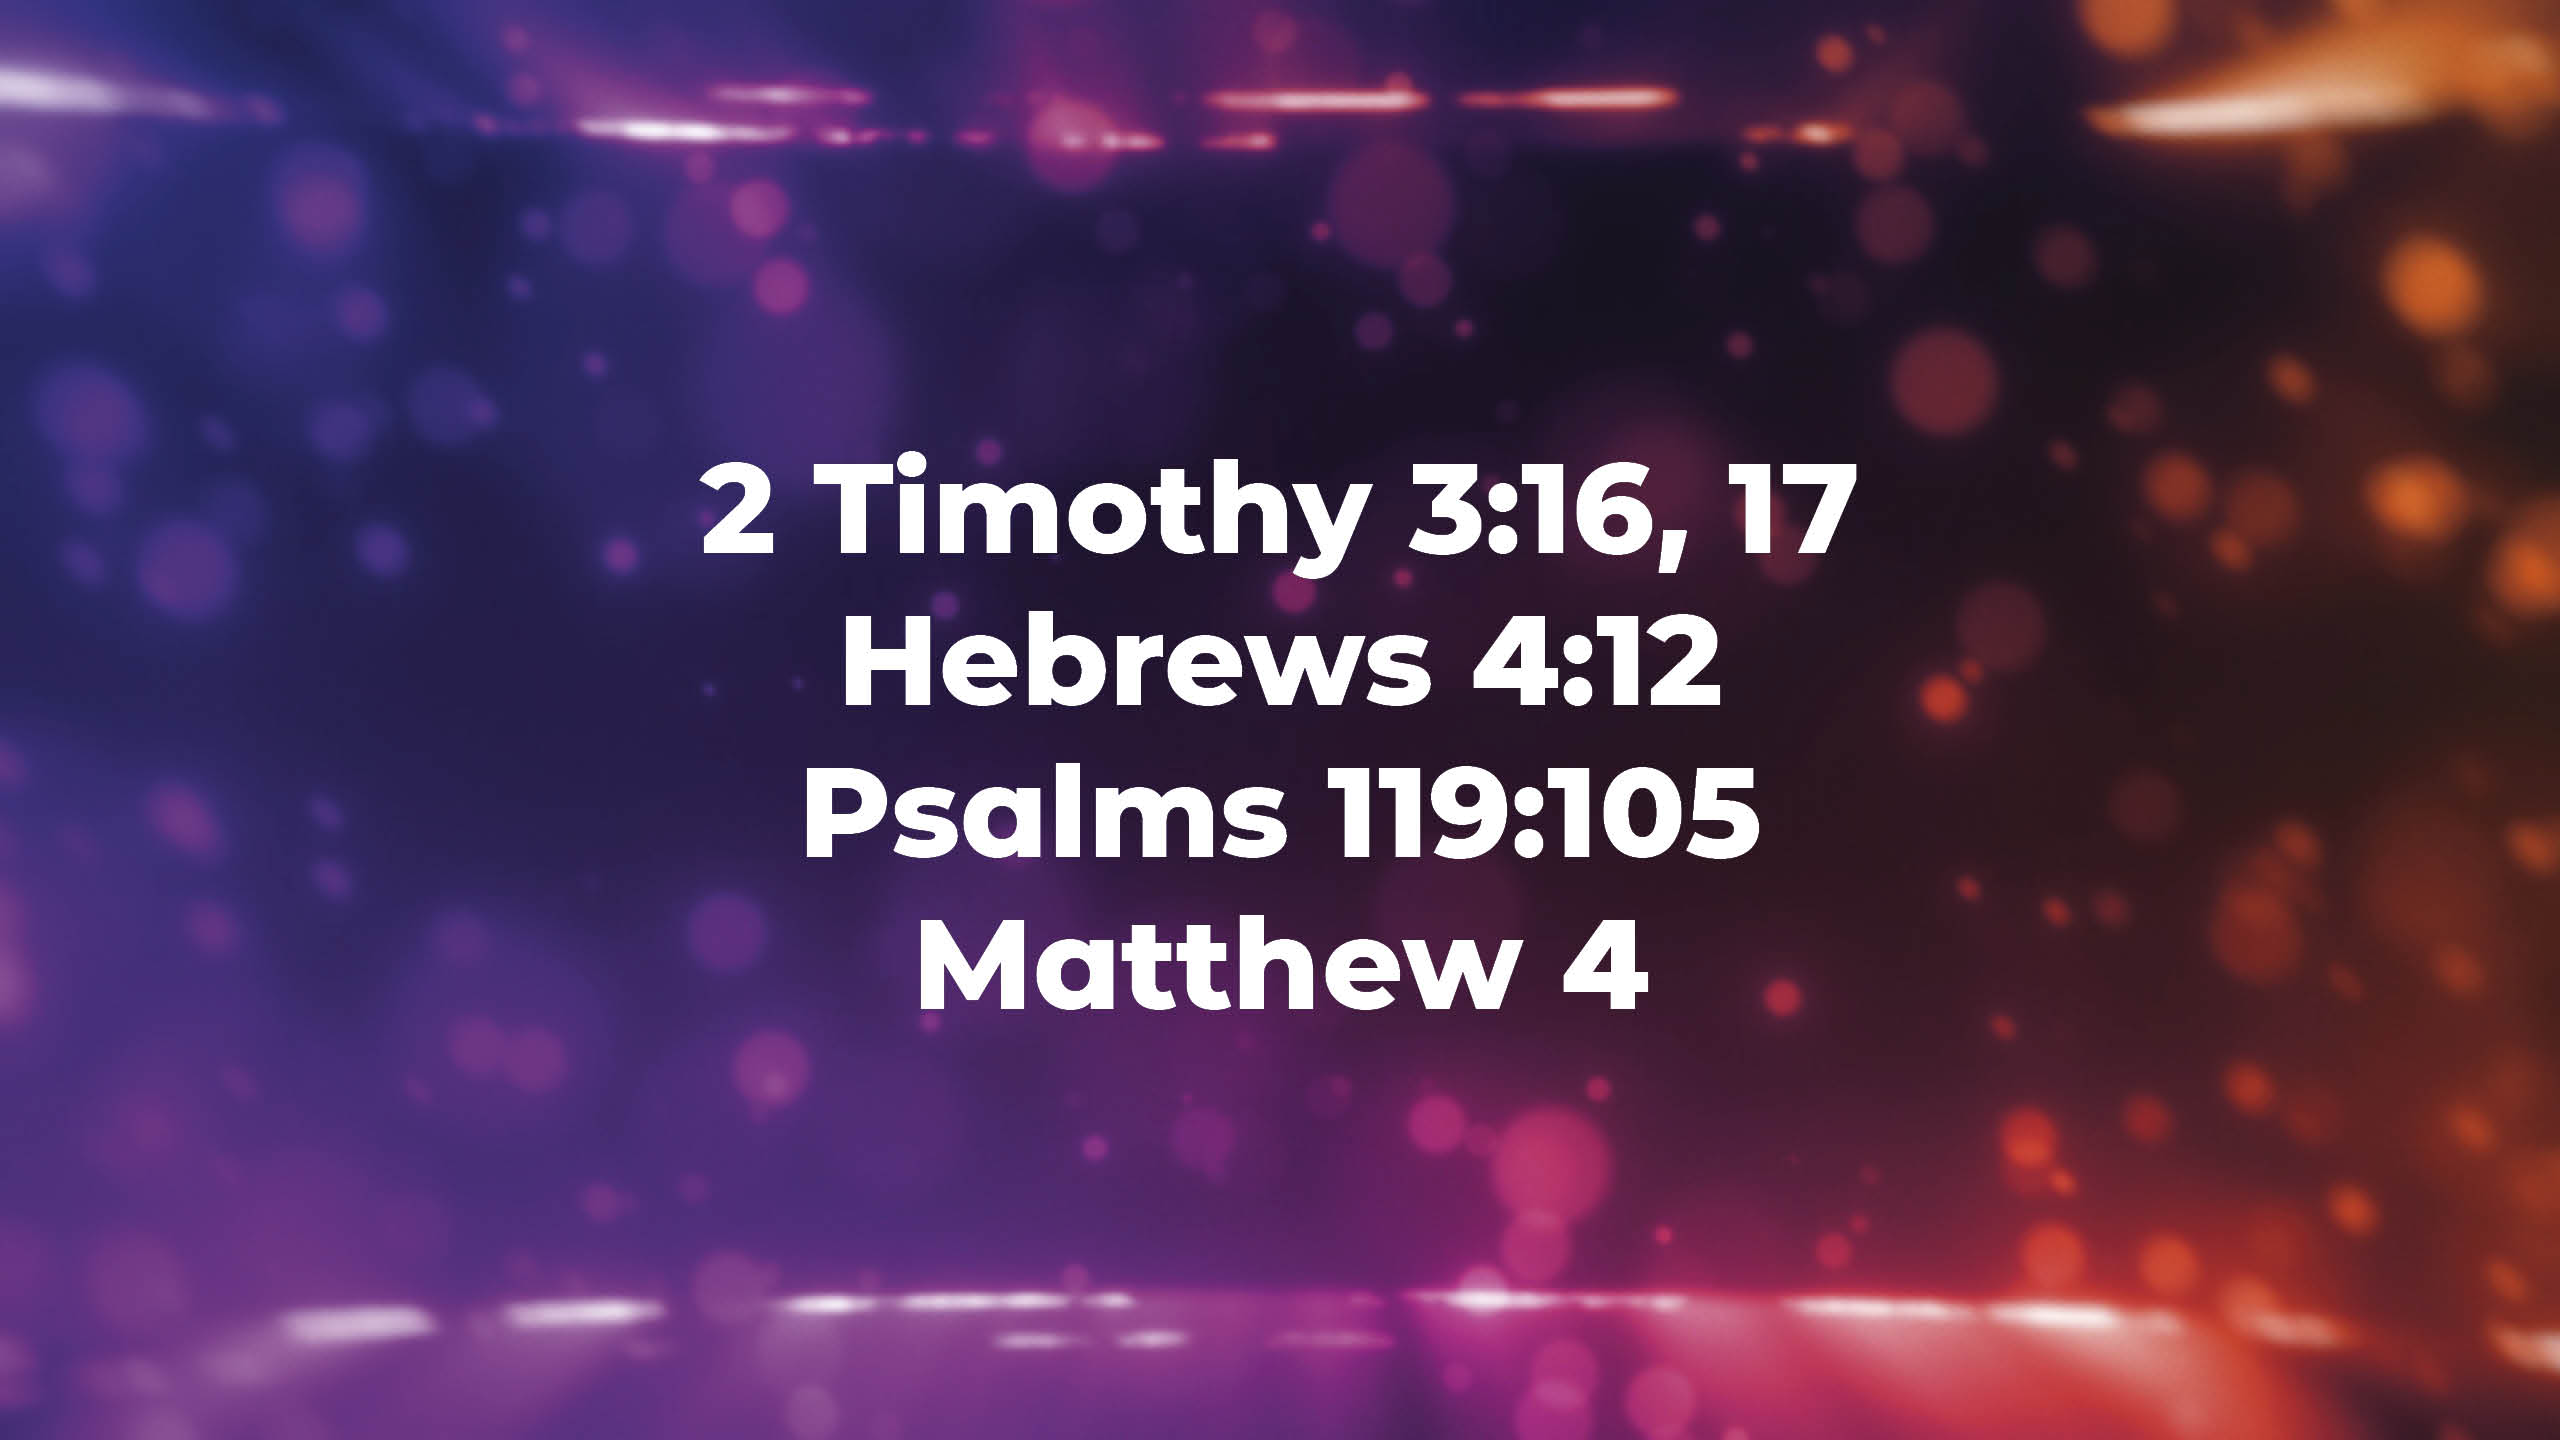 2 Timothy 3:16, 17
Hebrews 4:12
Psalms 119:105
Matthew 4